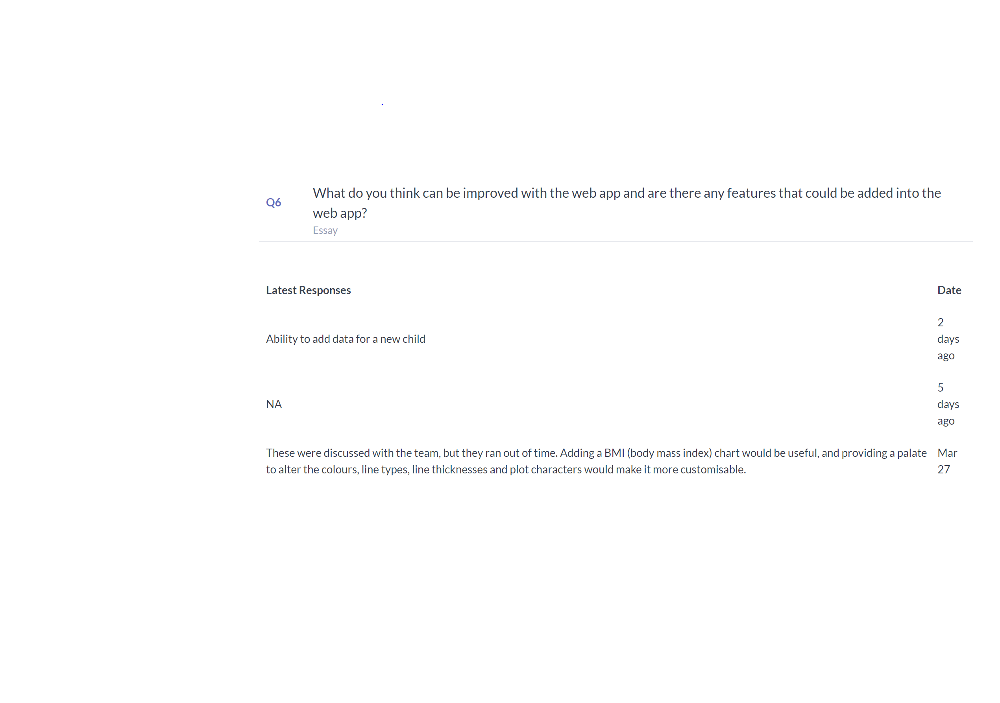 Q6
What do you think can be improved with the web app and are there any features that could be added into the
web app?
Essay
Latest Responses
Date
Ability to add data for a new child
2
days
ago
NA
5
days
ago
These were discussed with the team, but they ran out of time. Adding a BMI (body mass index) chart would be useful, and providing a palate
to alter the colours, line types, line thicknesses and plot characters would make it more customisable.
Mar
27